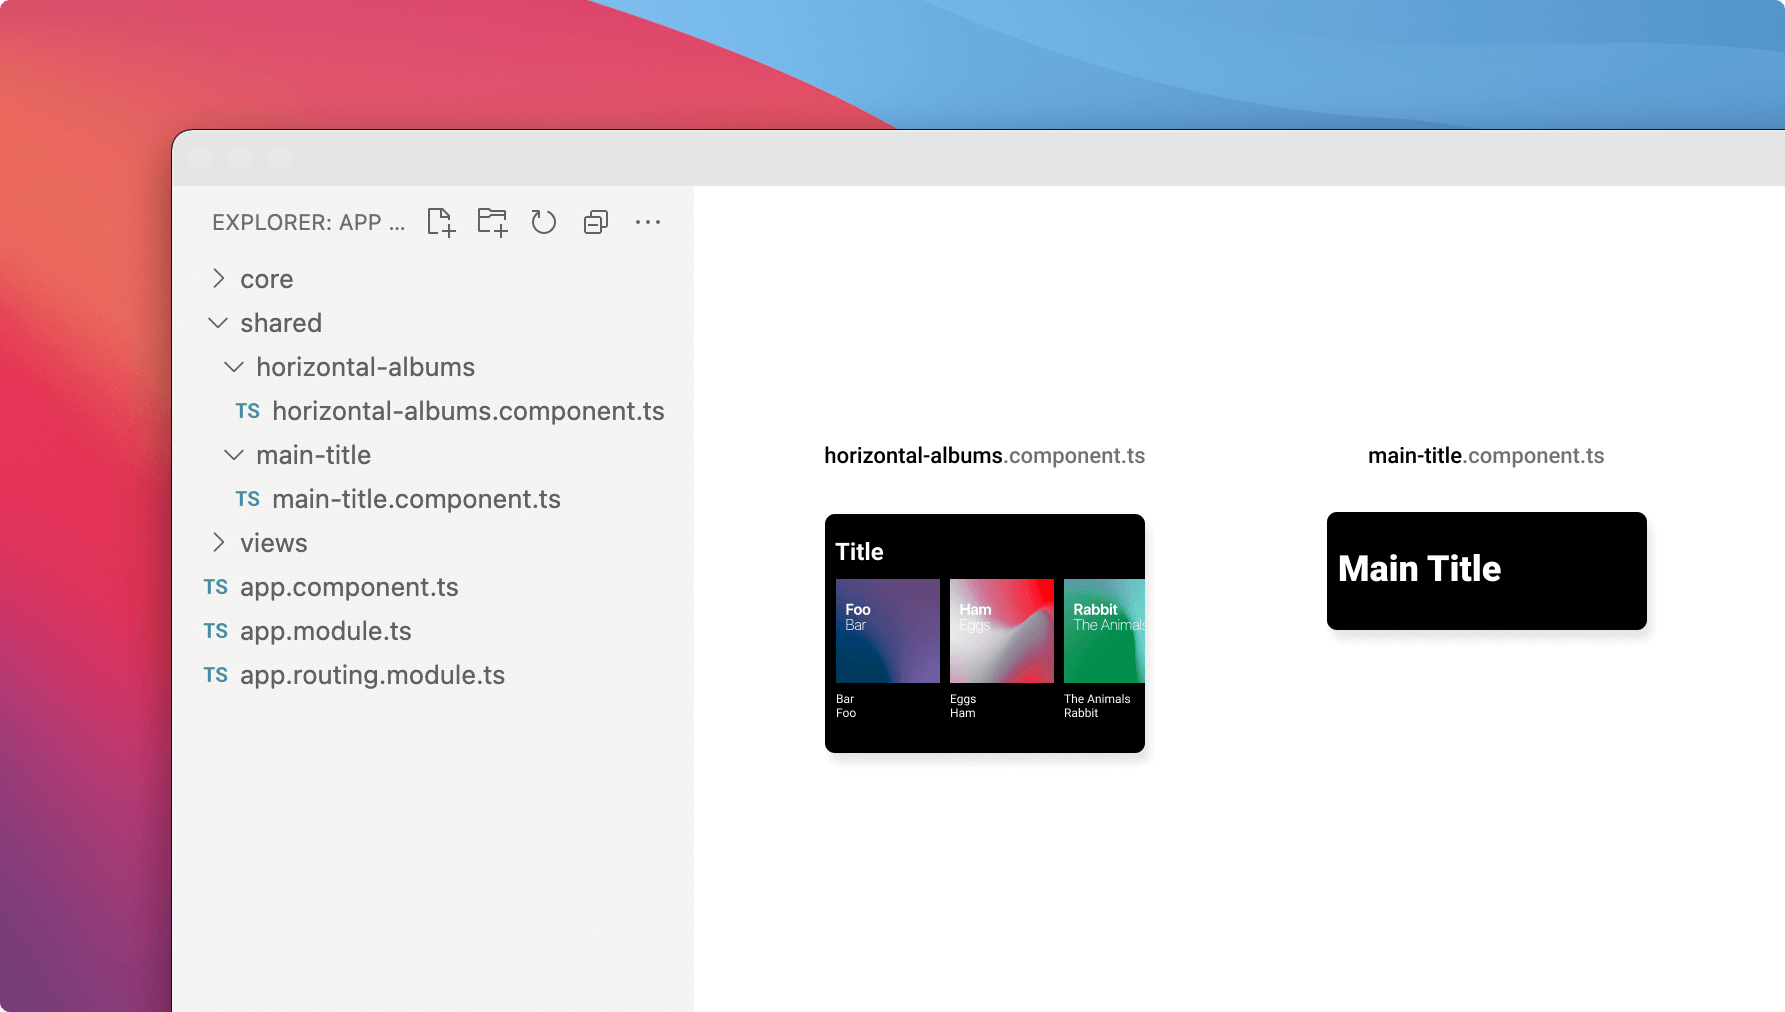 EXPLORER: APP ...
core
shared
horizontal-albums
TS horizontal-albums.component.ts
main-title
TS main-title.component.ts
views
TS app.component.ts
TS app.module.ts
TS app.routing.module.ts
horizontal-albums.component.ts
Title
Foo
Bar
Ham
Eggs
Rabbit
The Animals
Bar
Foo
Eggs
Ham
The Animals
Rabbit
main-title.component.ts
Main Title